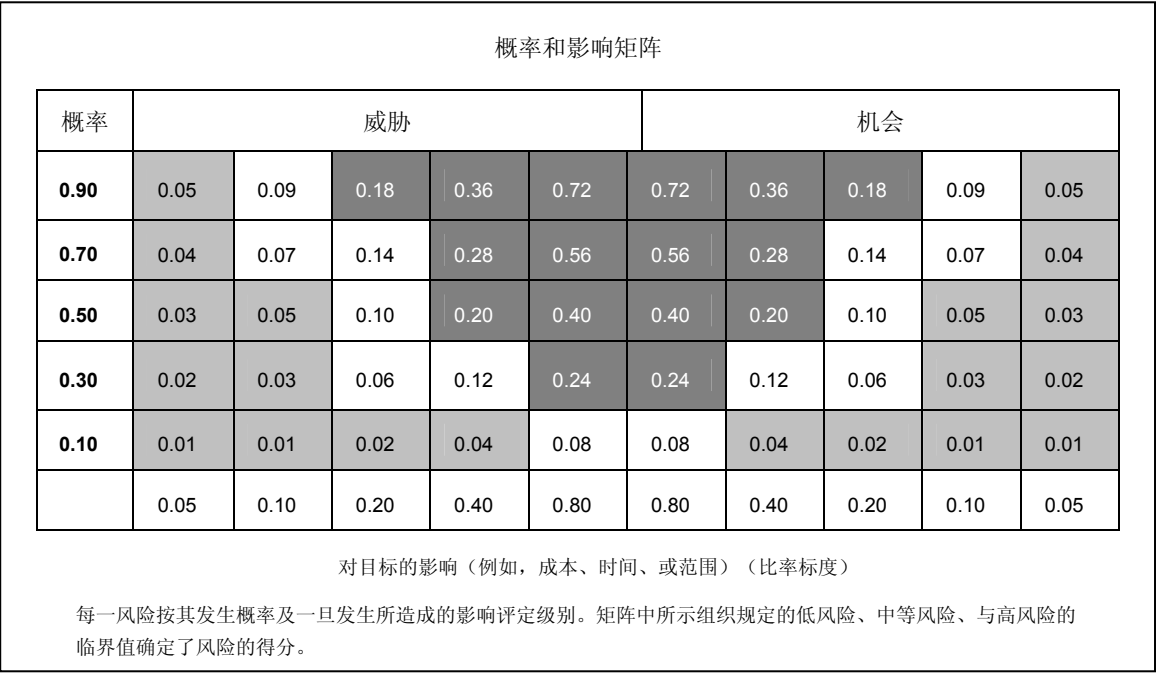 概率和影响矩阵
概率 威胁 机会
0.90 0.05 0.09 0.18 0.36 0.72 0.72 0.36 0.18 0.09 0.05
0.70 0.04 0.07 0.14 0.28 0.56 0.56 0.28 0.14 0.07 0.04
0.50 0.03 0.05 0.10 0.20 0.40 0.40 0.20 0.10 0.05 0.03
0.30 0.02 0.03 0.06 0.12 0.24 0.24 0.12 0.06 0.03 0.02
0.10 0.01 0.01 0.02 0.04 0.08 0.08 0.04 0.02 0.01 0.01
0.05 0.10 0.20 0.40 0.80 0.80 0.40 0.20 0.10 0.05
对目标的影响（例如，成本、时间、或范围）（比率标度）
每一风险按其发生概率及一旦发生所造成的影响评定级别。矩阵中所示组织规定的低风险、中等风险、与高风险的
临界值确定了风险的得分。